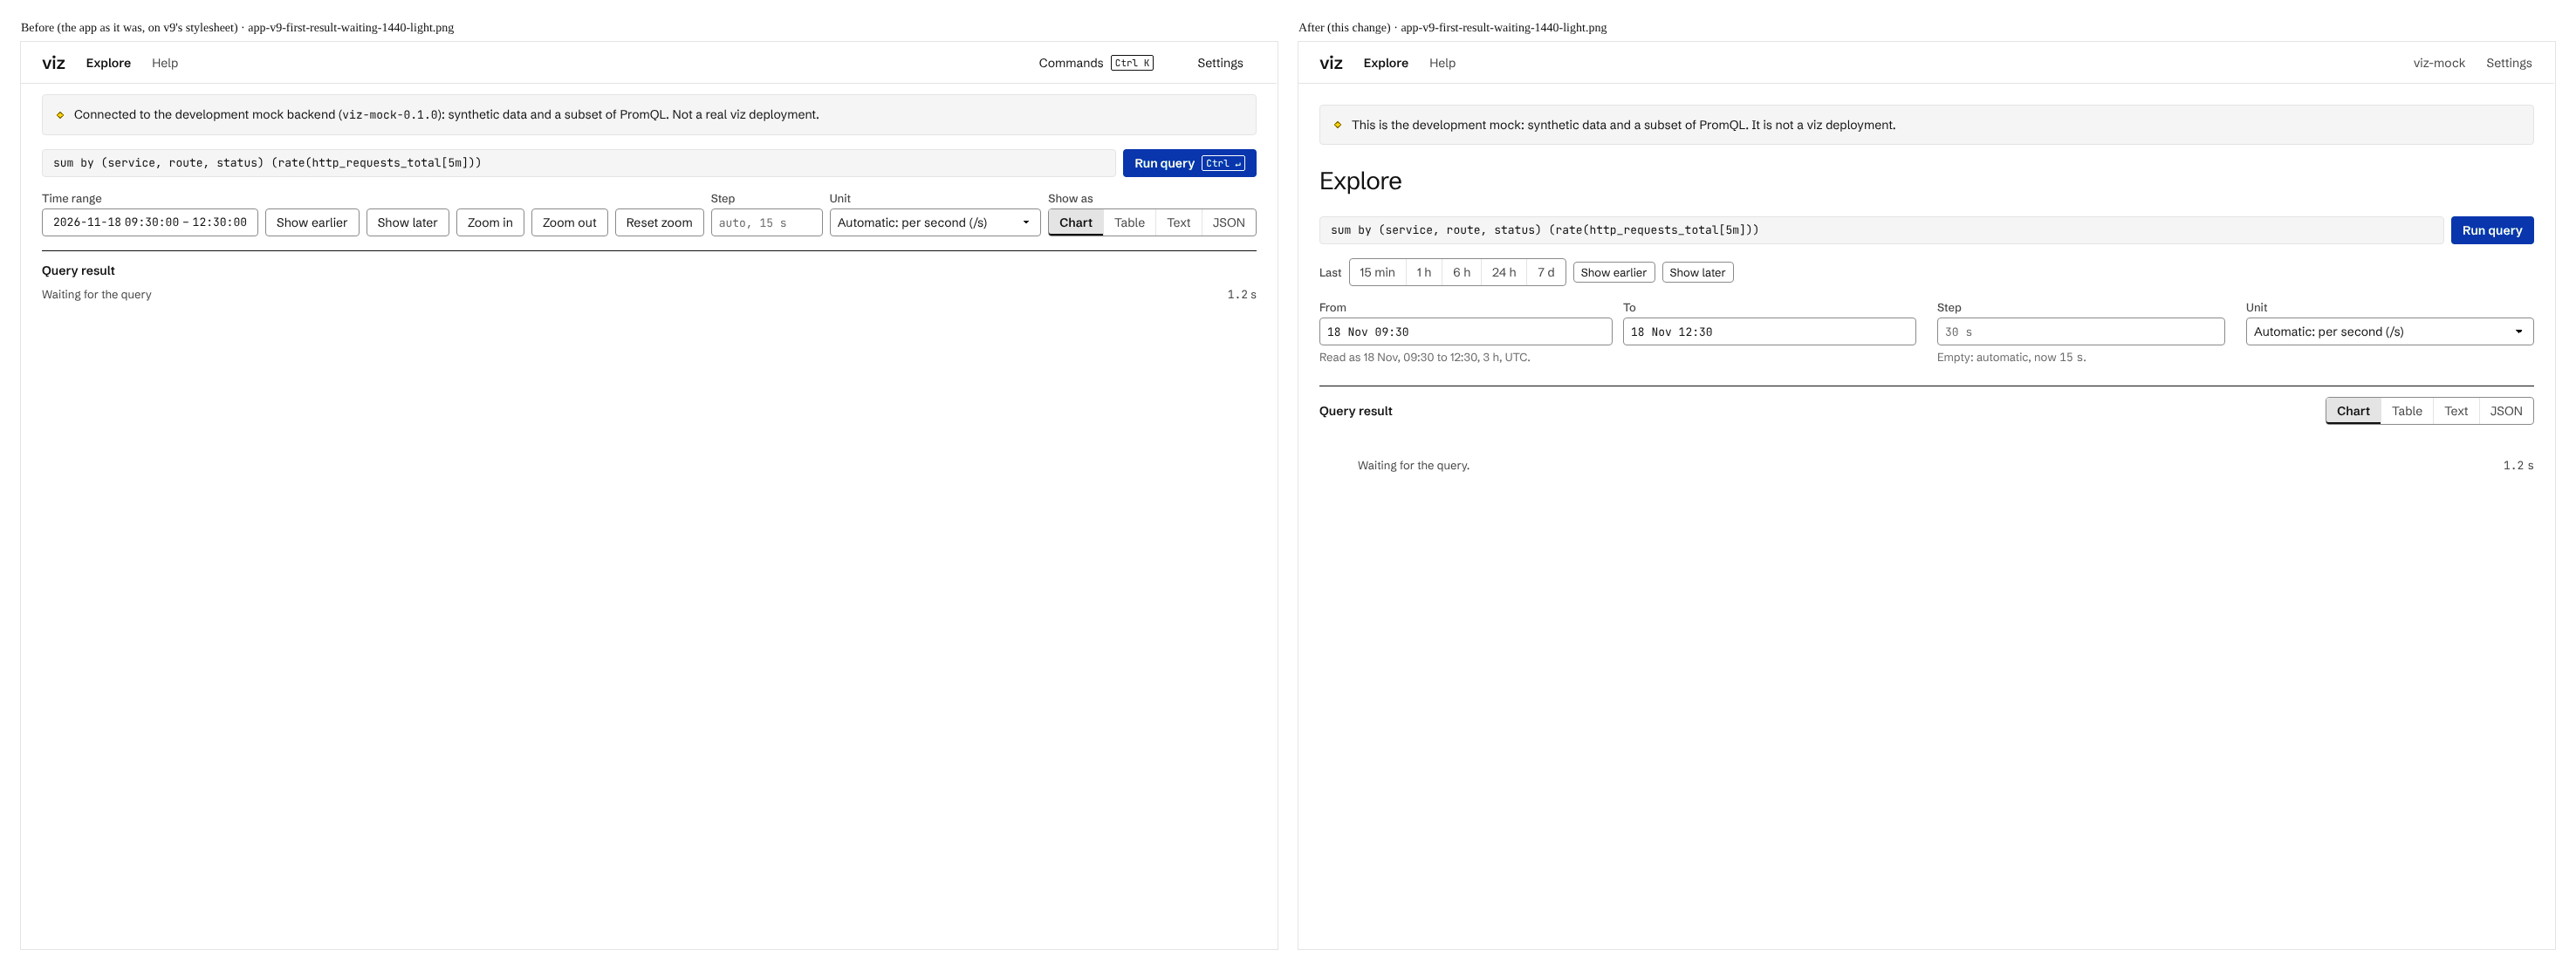 Before (the app as it was, on v9's stylesheet) · app-v9-first-result-waiting-1440-light.png
viz Explore Help Commands Ctrl K Settings
Connected to the development mock backend (viz-mock-0.1.0): synthetic data and a subset of PromQL. Not a real viz deployment.
sum by (service, route, status) (rate(http_requests_total[5m])) Run query Ctrl ↵
Time range Step Unit Show as
2026-11-18 09:30:00 – 12:30:00 Show earlier Show later Zoom in Zoom out Reset zoom auto, 15 s Automatic: per second (/s) Chart Table Text JSON
Query result
Waiting for the query 1.2 s
After (this change) · app-v9-first-result-waiting-1440-light.png
viz Explore Help viz-mock Settings
This is the development mock: synthetic data and a subset of PromQL. It is not a viz deployment.
Explore
sum by (service, route, status) (rate(http_requests_total[5m])) Run query
Last 15 min 1 h 6 h 24 h 7 d Show earlier Show later
From To Step Unit
18 Nov 09:30 18 Nov 12:30 30 s Automatic: per second (/s)
Read as 18 Nov, 09:30 to 12:30, 3 h, UTC. Empty: automatic, now 15 s.
Query result Chart Table Text JSON
Waiting for the query. 1.2 s